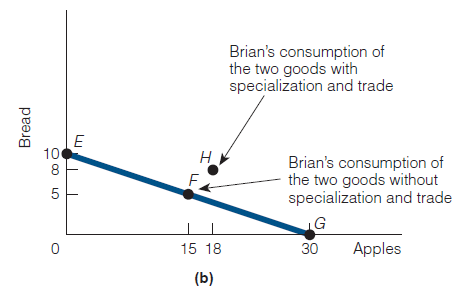 Brian's consumption of
the two goods with
specialization and trade
Bread
E
10
H
8
F
Brian's consumption of
the two goods without
specialization and trade
5
G
0
15 18
30
Apples
(b)